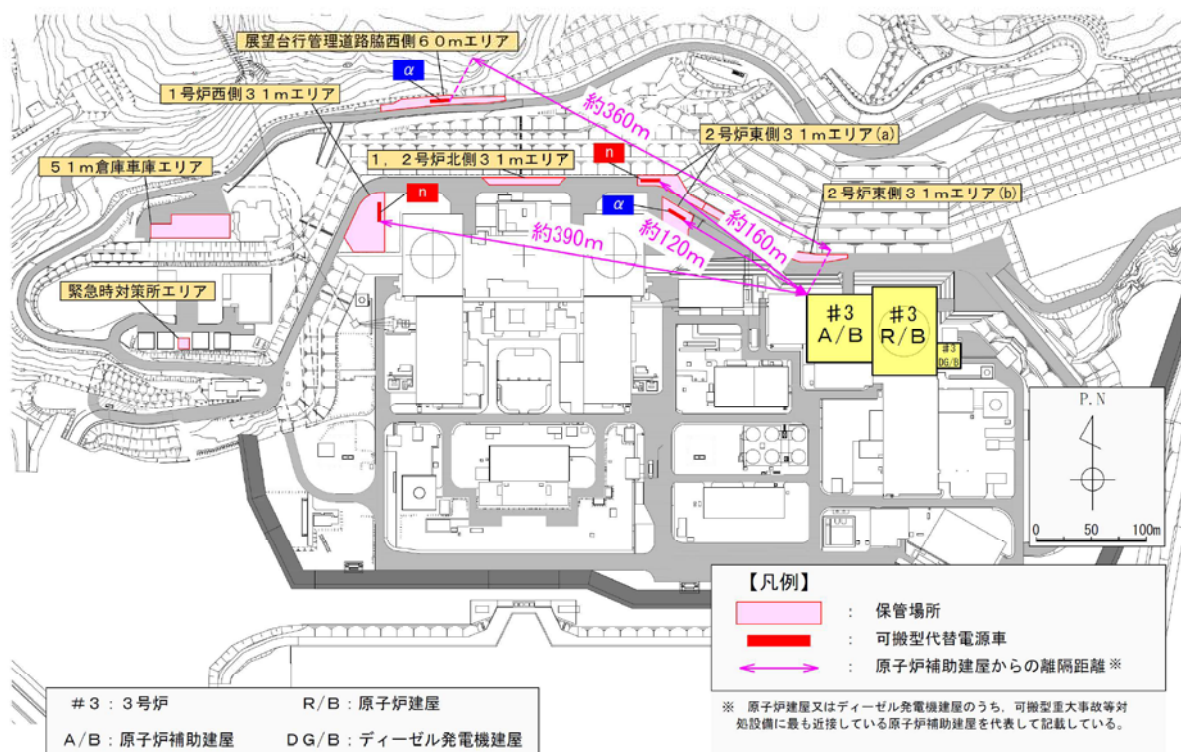 展望台行管理道路脇西側60mエリア
α
1号炉西側31mエリア
約360m
2号炉東側31mエリア(a)
n
1,2号炉北側31mエリア
51m倉庫車庫エリア
n
α
2号炉東側31mエリア(b)
約390m
約120m
約160m
緊急時対策所エリア
#3
A/B
#3
R/B
#3
DG/B
P.N
0 50 100m
【凡例】
: 保管場所
: 可搬型代替電源車
: 原子炉補助建屋からの離隔距離※
#3:3号炉
R/B:原子炉建屋
A/B:原子炉補助建屋
DG/B:ディーゼル発電機建屋
※ 原子炉建屋又はディーゼル発電機建屋のうち,可搬型重大事故等対
処設備に最も近接している原子炉補助建屋を代表して記載している。